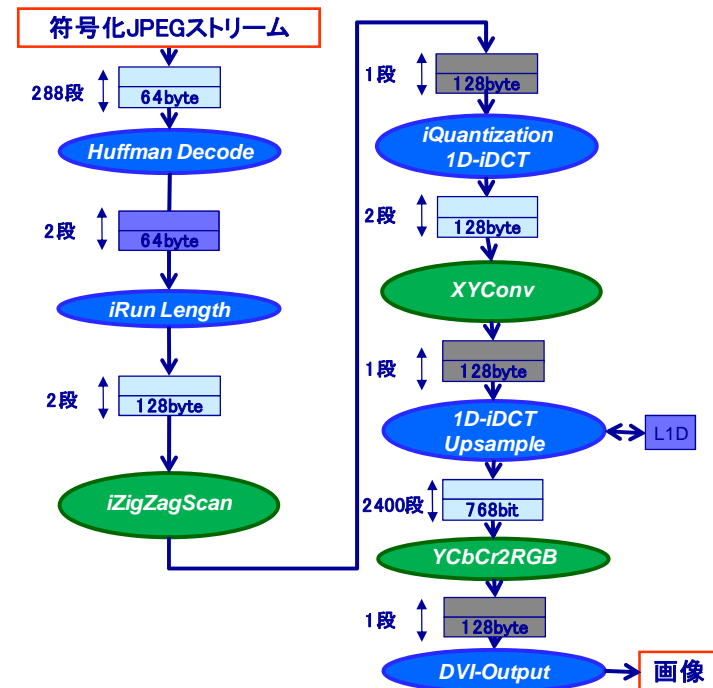 符号化JPEGストリーム
288段
64byte
Huffman Decode
2段
64byte
iRun Length
2段
128byte
iZigZagScan
1段
128byte
iQuantization
1D-iDCT
2段
128byte
XYConv
1段
128byte
1D-iDCT
Upsample
L1D
2400段
768bit
YCbCr2RGB
1段
128byte
DVI-Output
画像